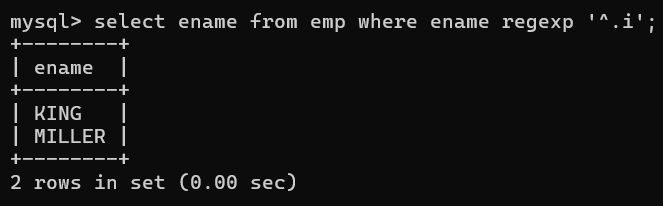 mysql> select ename from emp where ename regexp '^.i';
+--------+
| ename  |
+--------+
| KING   |
| MILLER |
+--------+
2 rows in set (0.00 sec)